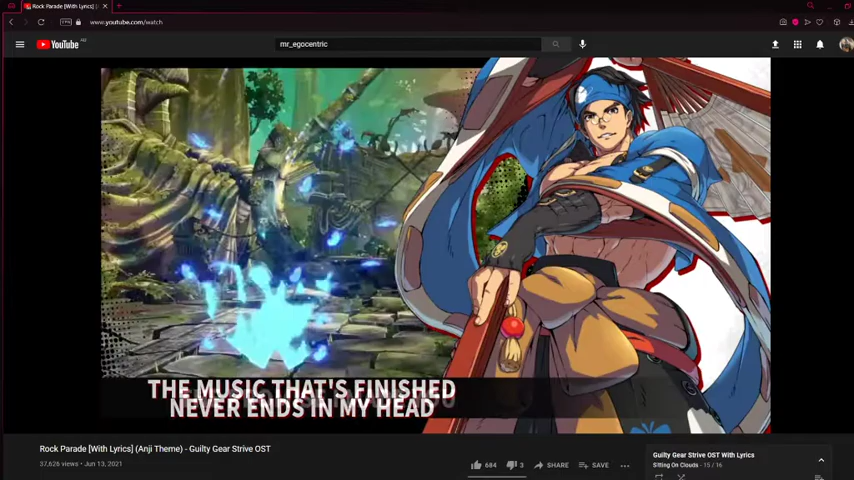 Rock Parade [With Lyrics] (
www.youtube.com/watch
YouTube
mr_egocentric
THE MUSIC THAT'S FINISHED
NEVER ENDS IN MY HEAD
Rock Parade [With Lyrics] (Anji Theme) - Guilty Gear Strive OST
37,626 views • Jun 13, 2021
684
3
SHARE
SAVE
Guilty Gear Strive OST With Lyrics
Sitting On Clouds - 15 / 16